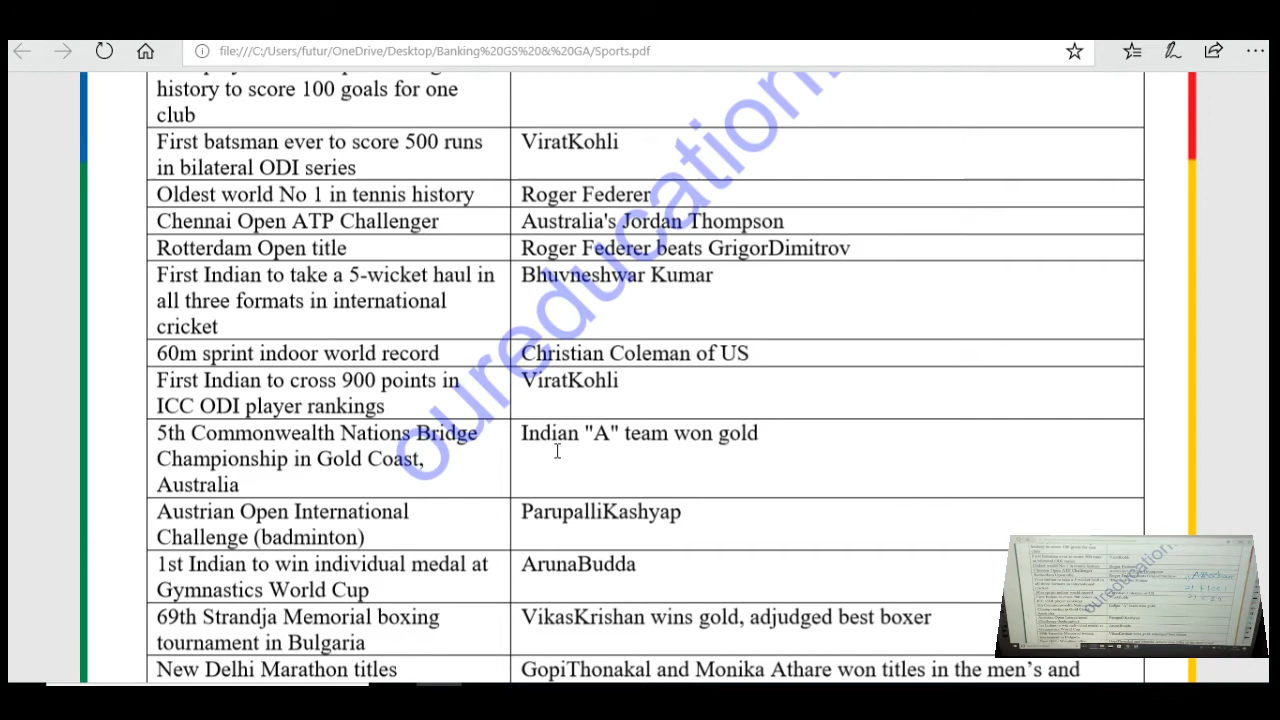 file:///C:/Users/futur/OneDrive/Desktop/Banking%20GS%20&%20GA/Sports.pdf
history to score 100 goals for one
club
First batsman ever to score 500 runs
in bilateral ODI series
ViratKohli
Oldest world No 1 in tennis history
Roger Federer
Chennai Open ATP Challenger
Australia's Jordan Thompson
Rotterdam Open title
Roger Federer beats GrigorDimitrov
First Indian to take a 5-wicket haul in
all three formats in international
cricket
Bhuvneshwar Kumar
60m sprint indoor world record
Christian Coleman of US
First Indian to cross 900 points in
ICC ODI player rankings
ViratKohli
5th Commonwealth Nations Bridge
Championship in Gold Coast,
Australia
Indian "A" team won gold
Austrian Open International
Challenge (badminton)
ParupalliKashyap
1st Indian to win individual medal at
Gymnastics World Cup
ArunaBudda
69th Strandja Memorial boxing
tournament in Bulgaria
VikasKrishan wins gold, adjudged best boxer
New Delhi Marathon titles
GopiThonakal and Monika Athare won titles in the men’s and
oureducation